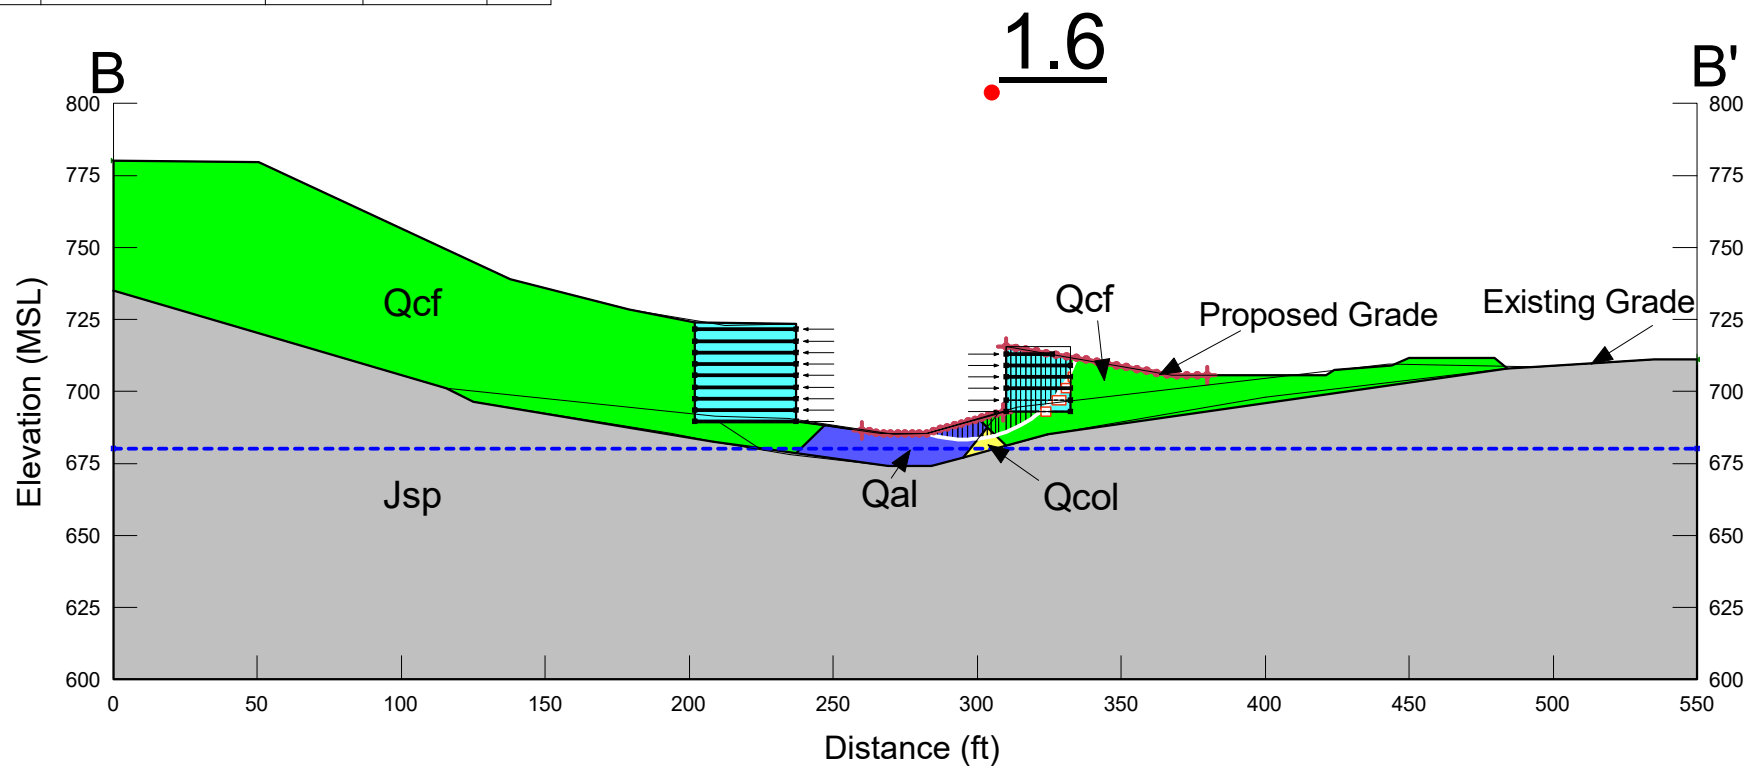 1.6
B B'
800 800
775 775
750 750
725 725
700 700
675 675
650 650
625 625
600 600
Elevation (MSL)
Qcf
Qcf
Proposed Grade
Existing Grade
Jsp
Qal
Qcol
0 50 100 150 200 250 300 350 400 450 500 550
Distance (ft)